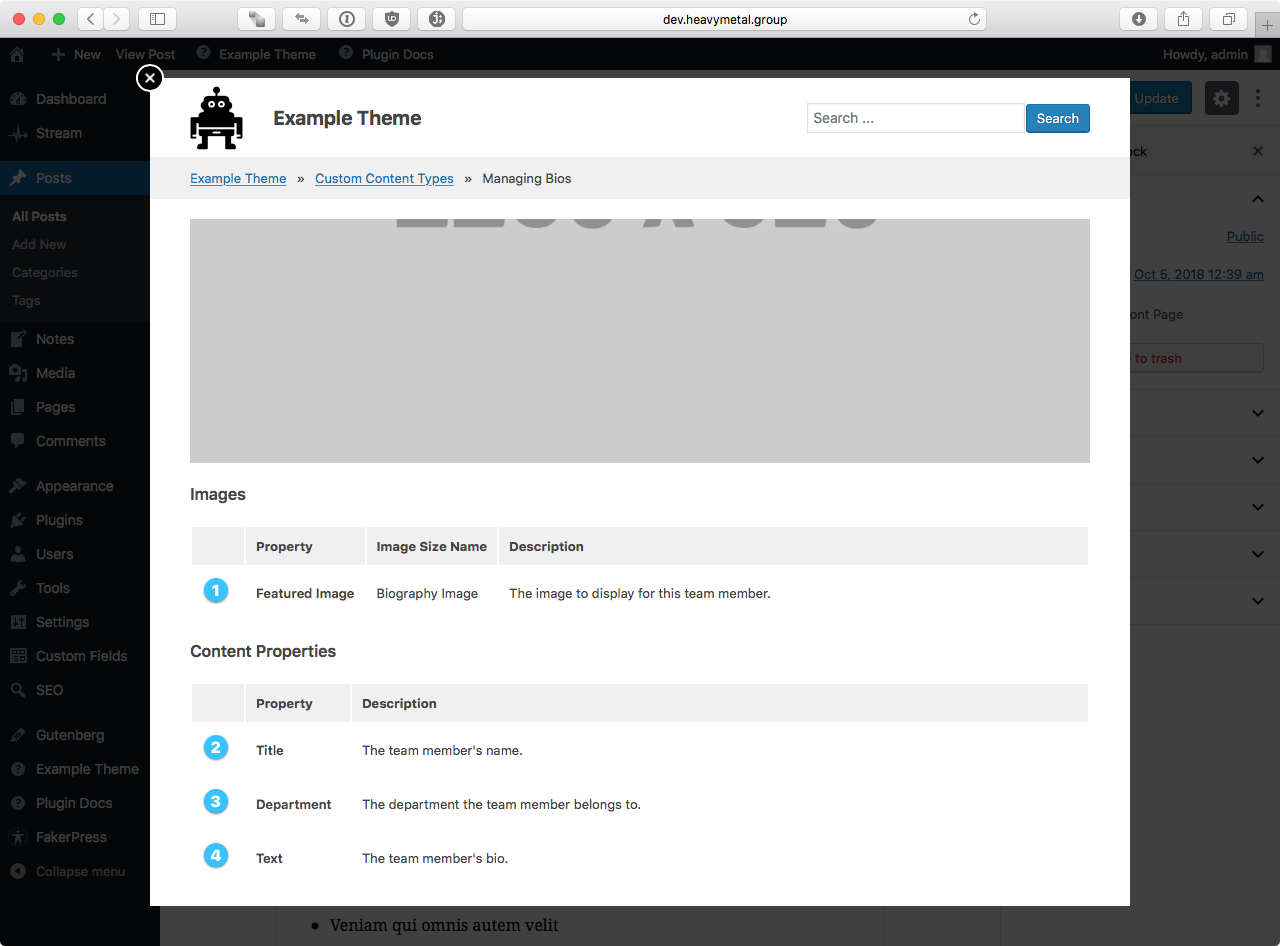 dev.heavymetal.group
New View Post Example Theme Plugin Docs Howdy, admin
Dashboard
Stream
Posts
All Posts
Add New
Categories
Tags
Notes
Media
Pages
Comments
Appearance
Plugins
Users
Tools
Settings
Custom Fields
SEO
Gutenberg
Example Theme
Plugin Docs
FakerPress
Collapse menu
Example Theme
Search ... Search
Example Theme » Custom Content Types » Managing Bios
Images
Property Image Size Name Description
1 Featured Image Biography Image The image to display for this team member.
Content Properties
Property Description
2 Title The team member's name.
3 Department The department the team member belongs to.
4 Text The team member's bio.
Update
Public
Oct 5, 2018 12:39 am
Page
to trash
• Veniam qui omnis autem velit